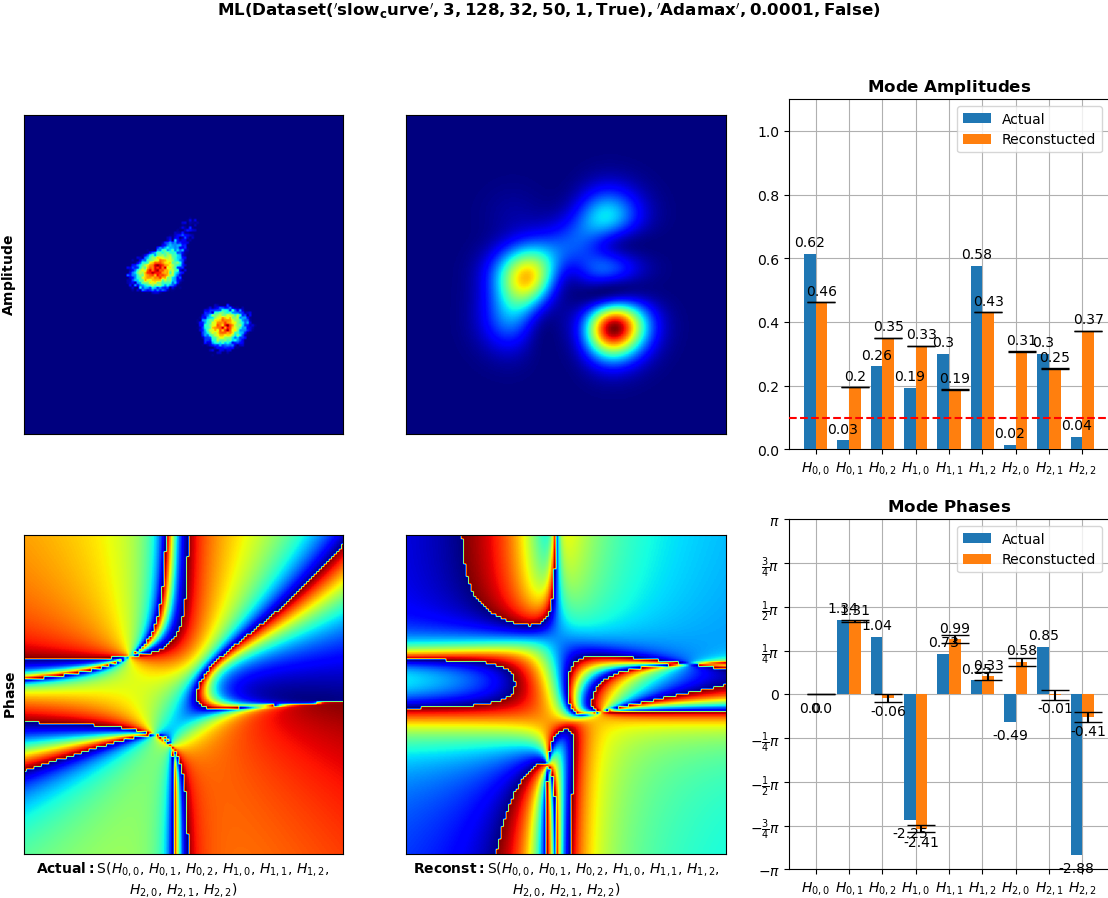 ML(Dataset('slow_curve', 3, 128, 32, 50, 1, True), 'Adamax', 0.0001, False)
Amplitude
Mode Amplitudes
Actual
Reconstucted
1.0
0.8
0.6
0.4
0.2
0.0
0.62
0.46
0.03
0.2
0.26
0.35
0.19
0.33
0.3
0.19
0.58
0.43
0.02
0.31
0.3
0.25
0.04
0.37
H0,0 H0,1 H0,2 H1,0 H1,1 H1,2 H2,0 H2,1 H2,2
Phase
Actual: S(H0,0, H0,1, H0,2, H1,0, H1,1, H1,2,
H2,0, H2,1, H2,2)
Reconst: S(H0,0, H0,1, H0,2, H1,0, H1,1, H1,2,
H2,0, H2,1, H2,2)
Mode Phases
Actual
Reconstucted
π
3/4π
1/2π
1/4π
0
−1/4π
−1/2π
−3/4π
−π
0.0
1.34
1.31
1.04
-0.06
-2.25
-2.41
0.73
0.99
0.33
-0.49
0.58
0.85
-0.01
-2.88
-0.41
H0,0 H0,1 H0,2 H1,0 H1,1 H1,2 H2,0 H2,1 H2,2